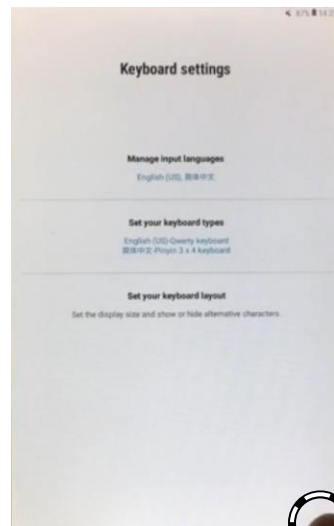 Keyboard settings
Manage input languages
English (US), 简体中文
Set your keyboard types
English (US)-Qwerty keyboard
简体中文-Pinyin 3 x 4 keyboard
Set your keyboard layout
Set the display size and show or hide alternative characters.